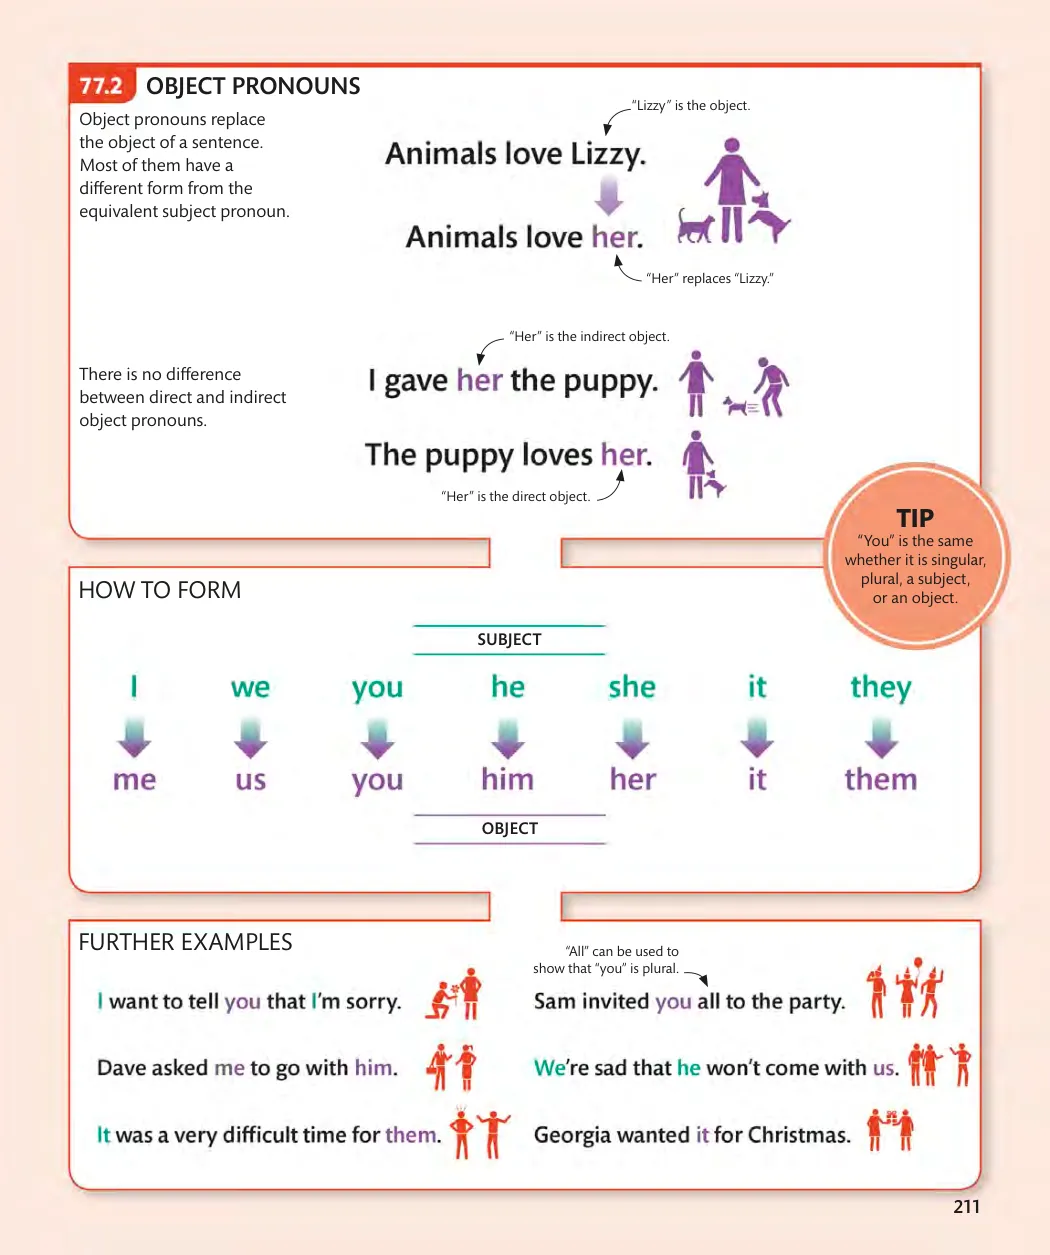 77.2 OBJECT PRONOUNS
Object pronouns replace
the object of a sentence.
Most of them have a
different form from the
equivalent subject pronoun.
“Lizzy” is the object.
Animals love Lizzy.
Animals love her.
“Her” replaces “Lizzy.”
There is no difference
between direct and indirect
object pronouns.
“Her” is the indirect object.
I gave her the puppy.
The puppy loves her.
“Her” is the direct object.
TIP
“You” is the same
whether it is singular,
plural, a subject,
or an object.
HOW TO FORM
SUBJECT
I we you he she it they
me us you him her it them
OBJECT
FURTHER EXAMPLES
I want to tell you that I’m sorry.
Dave asked me to go with him.
It was a very difficult time for them.
“All” can be used to
show that “you” is plural.
Sam invited you all to the party.
We’re sad that he won’t come with us.
Georgia wanted it for Christmas.
211